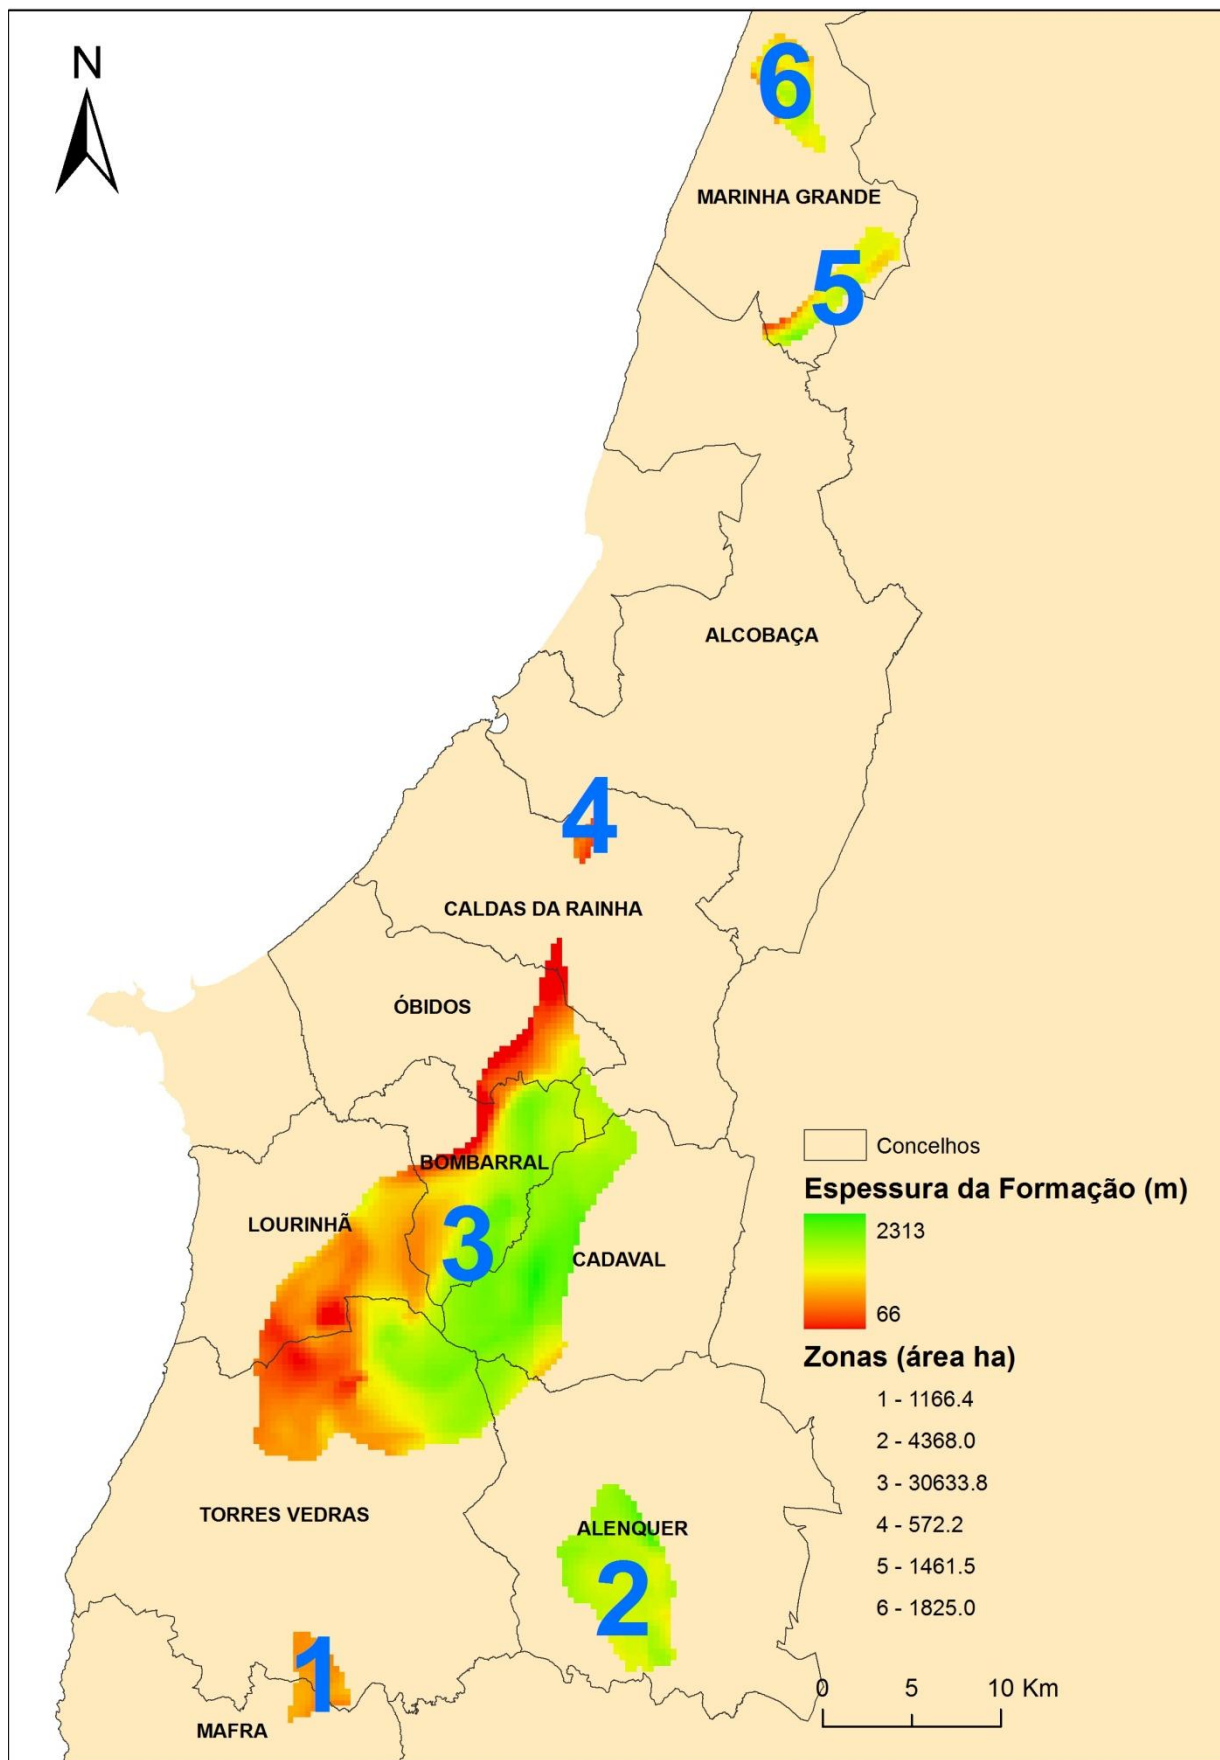 N
6
MARINHA GRANDE
5
ALCOBAÇA
4
CALDAS DA RAINHA
ÓBIDOS
BOMBARRAL
LOURINHÃ
3
CADAVAL
TORRES VEDRAS
ALENQUER
2
1
MAFRA
Concelhos
Espessura da Formação (m)
2313
66
Zonas (área ha)
1 - 1166.4
2 - 4368.0
3 - 30633.8
4 - 572.2
5 - 1461.5
6 - 1825.0
0 5 10 Km